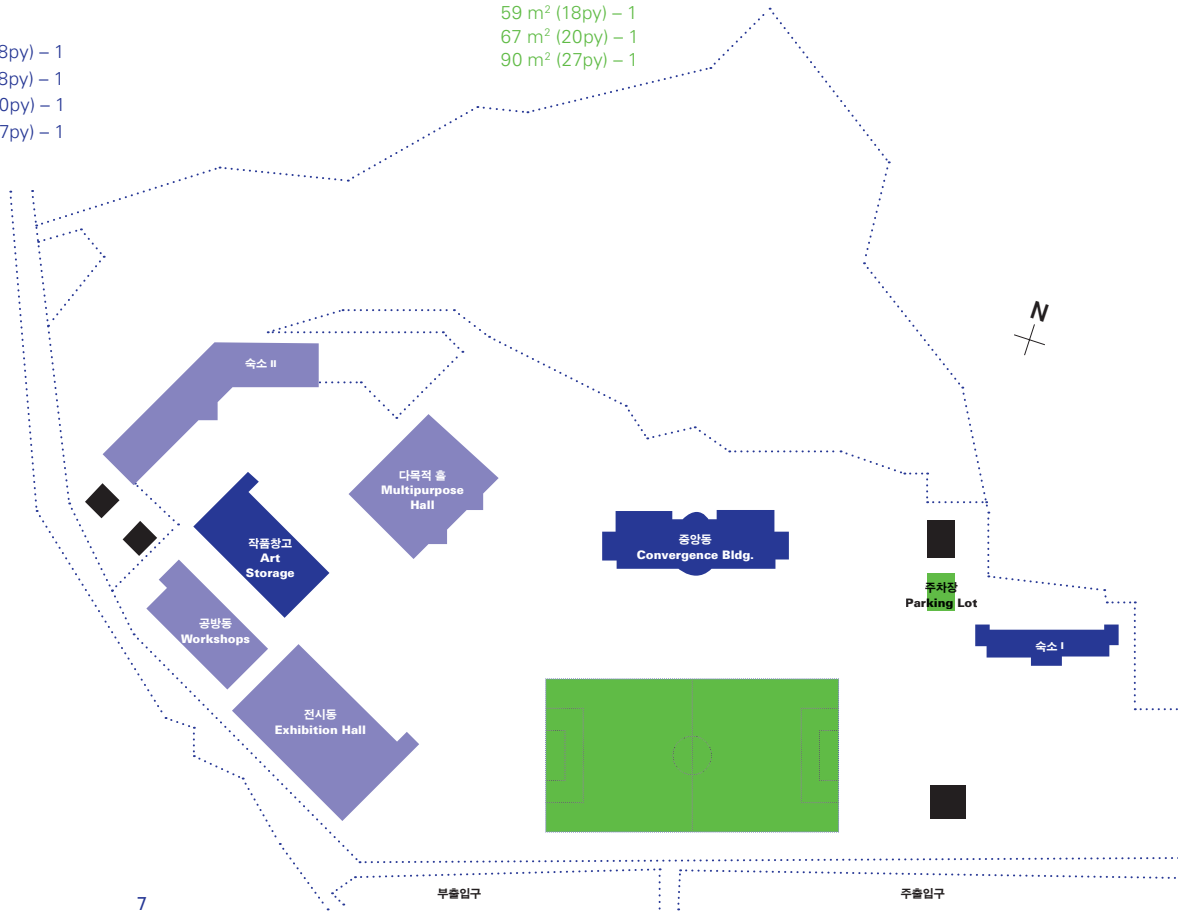 59 m² (18py) – 1
67 m² (20py) – 1
90 m² (27py) – 1
8py) – 1
8py) – 1
0py) – 1
7py) – 1
N
숙소 II
다목적 홀
Multipurpose
Hall
작품창고
Art
Storage
중앙동
Convergence Bldg.
주차장
Parking Lot
공방동
Workshops
숙소 I
전시동
Exhibition Hall
부출입구
주출입구
7